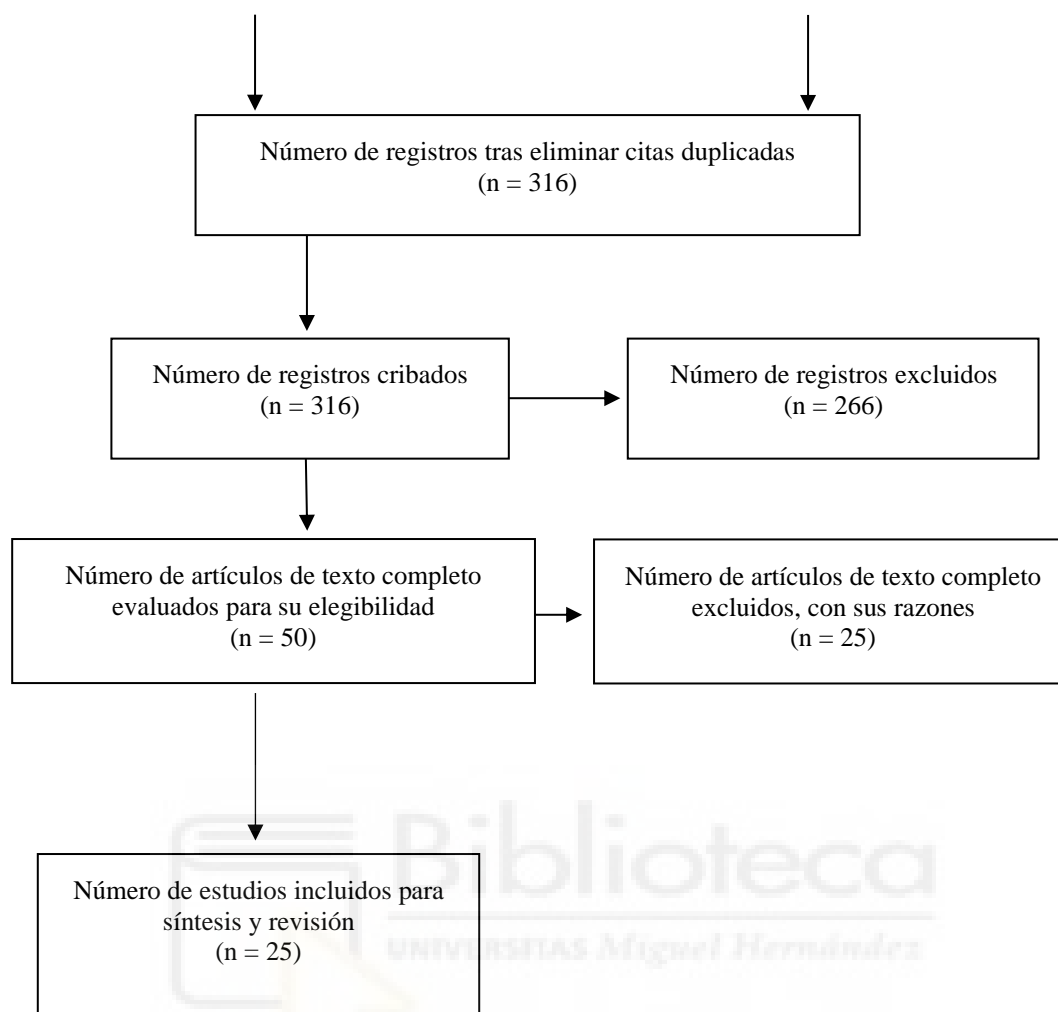 Número de registros tras eliminar citas duplicadas
(n = 316)
Número de registros cribados
(n = 316)
Número de registros excluidos
(n = 266)
Número de artículos de texto completo
evaluados para su elegibilidad
(n = 50)
Número de artículos de texto completo
excluidos, con sus razones
(n = 25)
Biblioteca
UNIVERSITAS Miguel Hernández
Número de estudios incluidos para
síntesis y revisión
(n = 25)